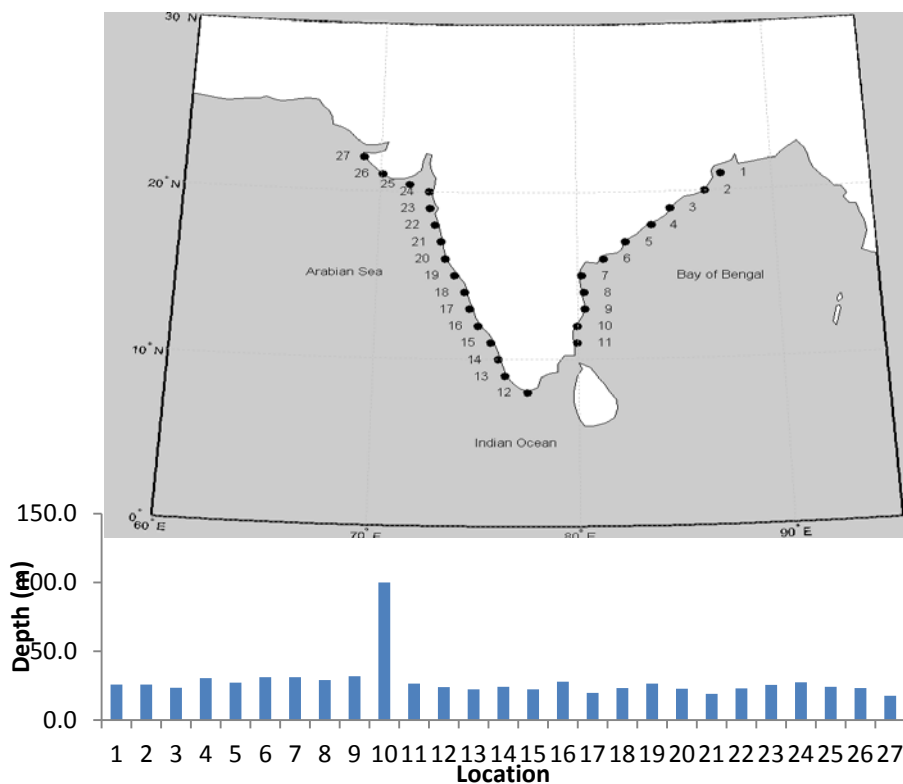 30 N
27
26
25
20°N
24
23
22
21
20
19
18
17
16
15
14
13
12
1
2
3
4
5
6
7
8
9
10
11
Arabian Sea
Bay of Bengal
10°N
Indian Ocean
0°
60°E
70°E
80°E
90°E
150.0
100.0
50.0
0.0
Depth (m)
1 2 3 4 5 6 7 8 9 10 11 12 13 14 15 16 17 18 19 20 21 22 23 24 25 26 27
Location